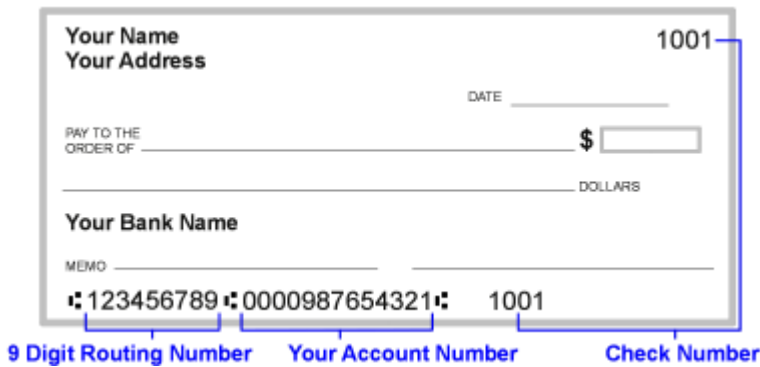 Your Name 1001
Your Address
DATE
PAY TO THE
ORDER OF $
DOLLARS
Your Bank Name
MEMO
⑆123456789⑆0000987654321⑆ 1001
9 Digit Routing Number Your Account Number Check Number